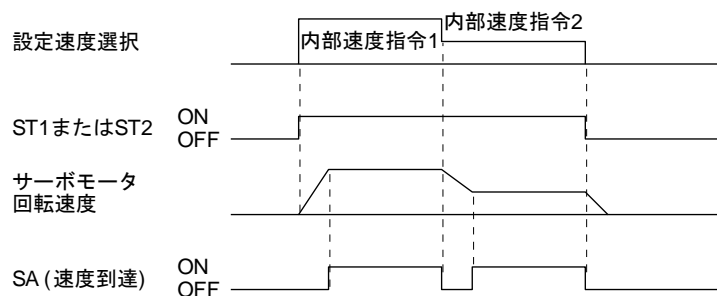 設定速度選択
内部速度指令1
内部速度指令2
ST1またはST2
ON
OFF
サーボモータ
回転速度
SA (速度到達)
ON
OFF